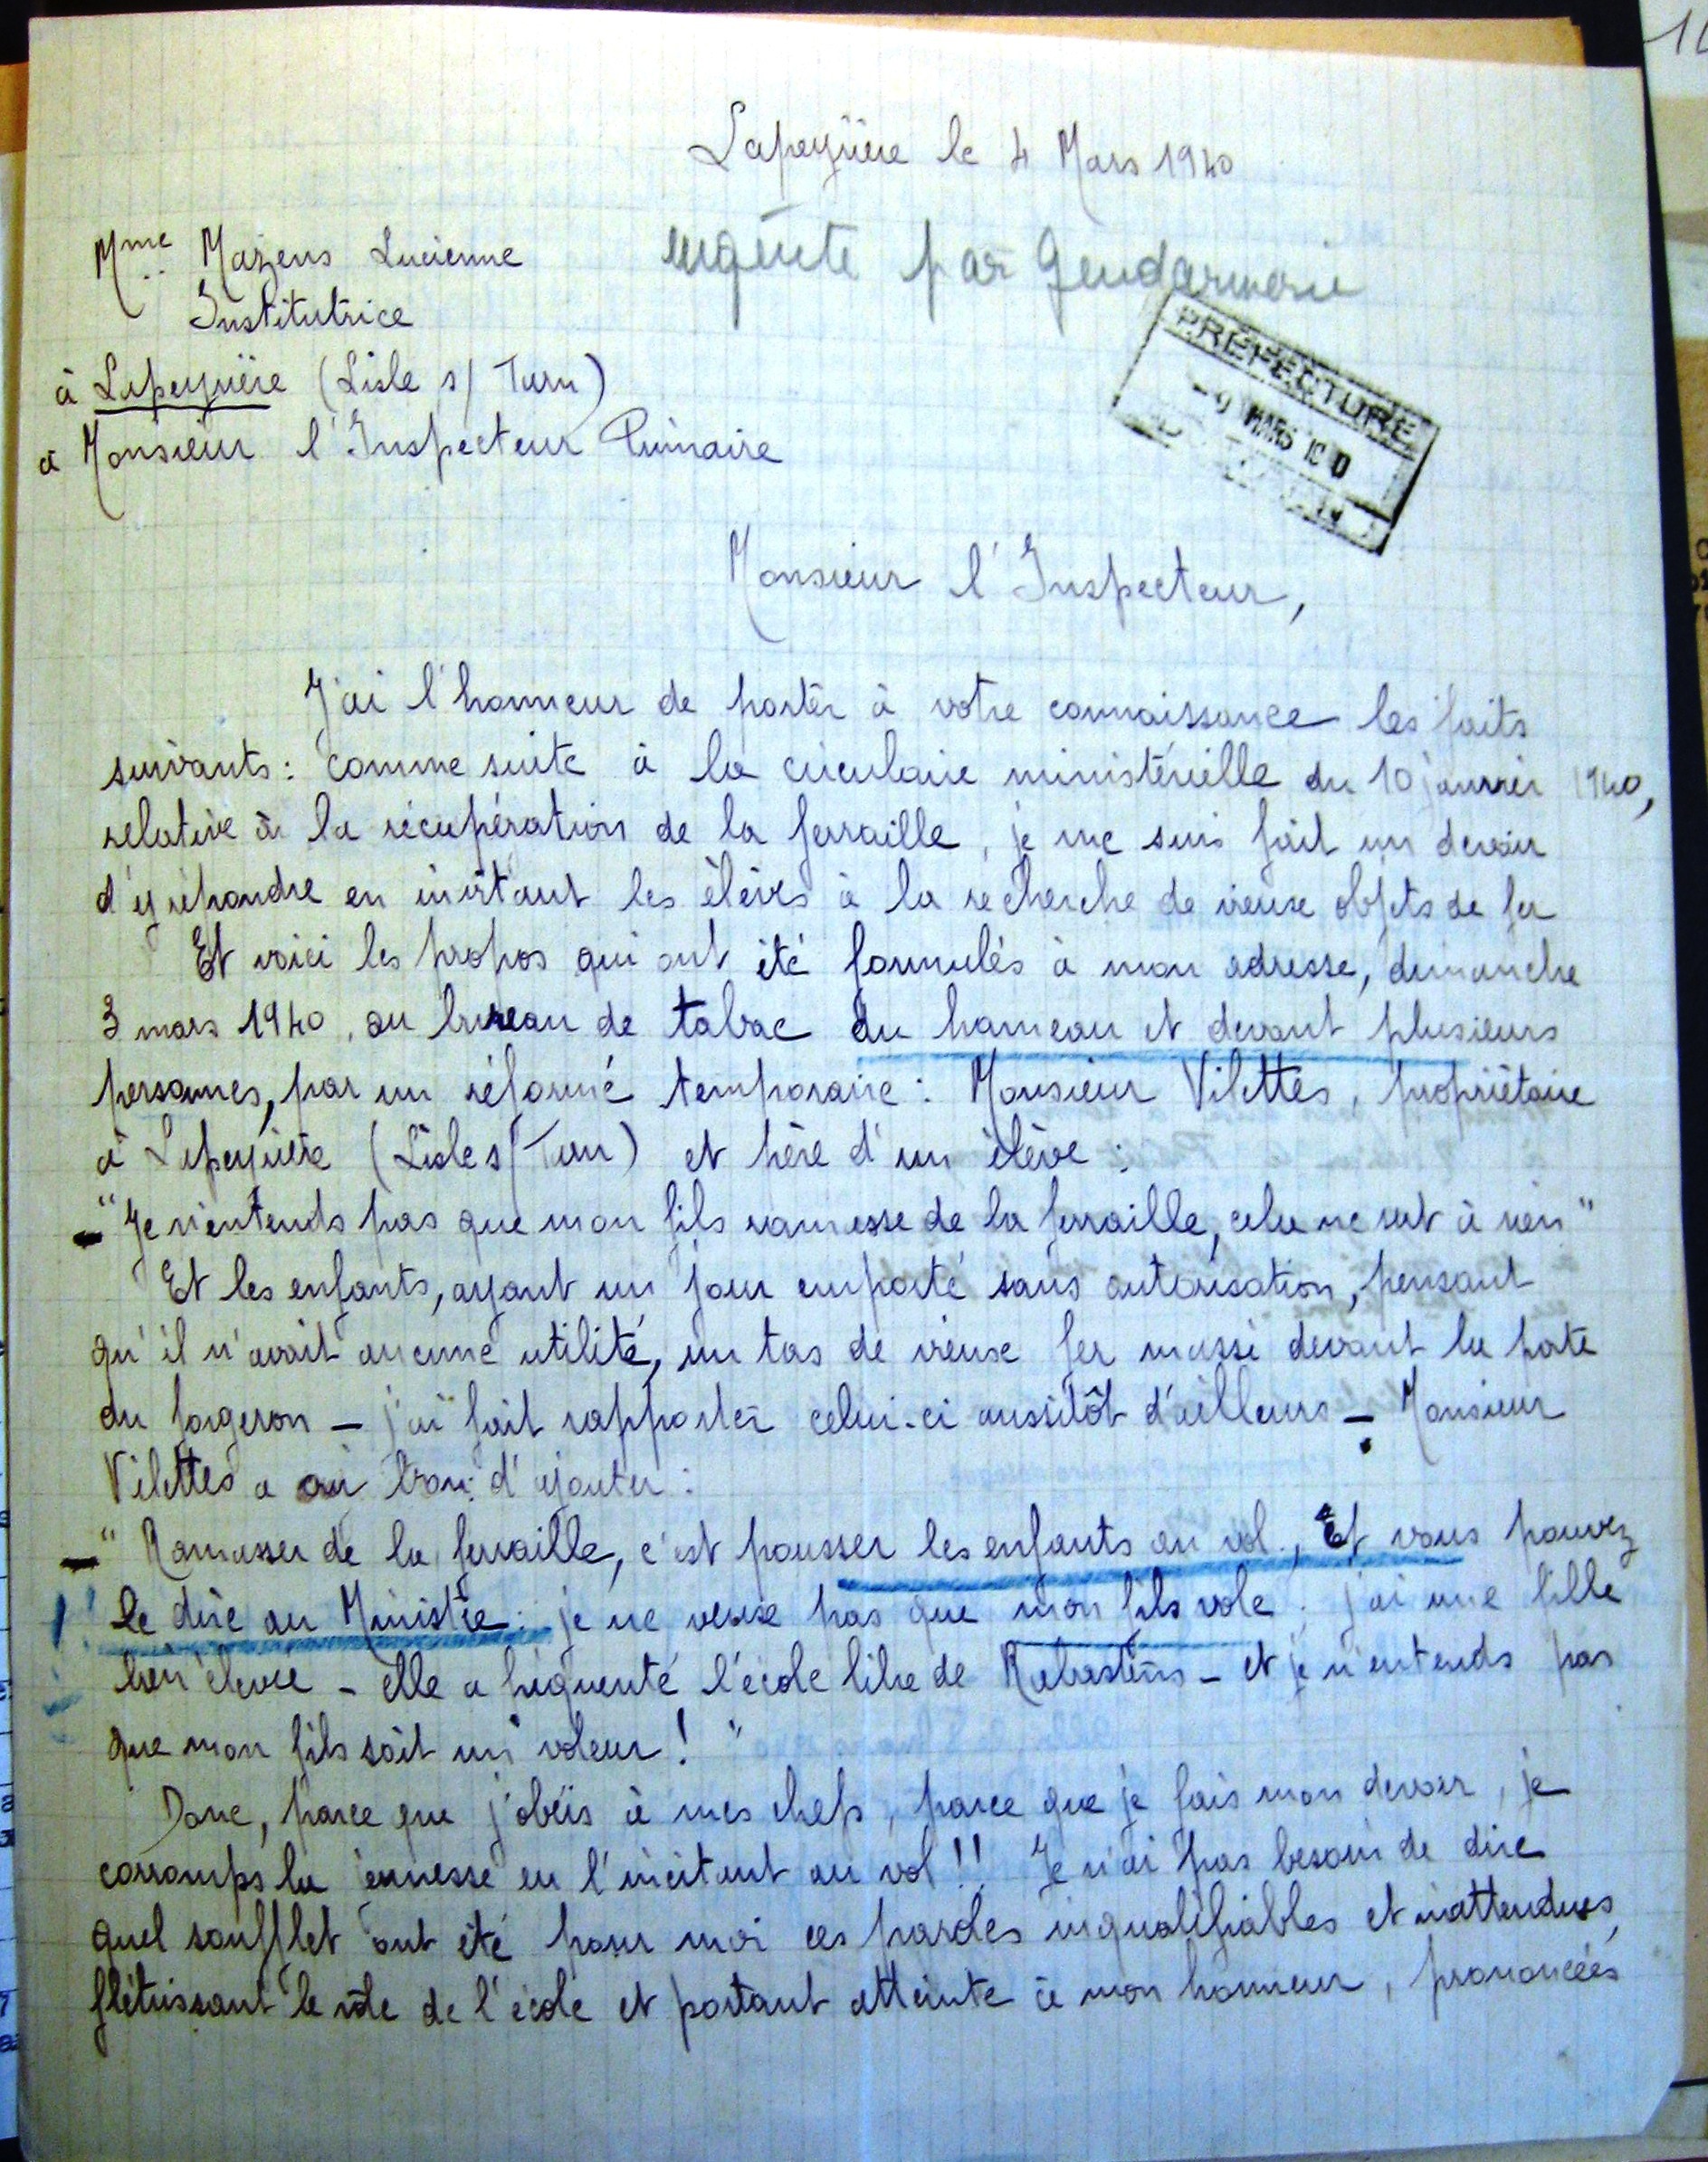 Lapeyrière le 4 Mars 1940
Mme Mazens Lucienne
enquête par Gendarmerie
Institutrice
à Lapeyrière (Lisle s/ Tarn)
à Monsieur l'Inspecteur Primaire
PREFECTURE
MARS
Monsieur l'Inspecteur,
J'ai l'honneur de porter à votre connaissance les faits
suivants : comme suite à la circulaire ministérielle du 10 janvier 1940,
relative à la récupération de la ferraille, je me suis fait un devoir
d'y répondre en invitant les élèves à la recherche de vieux objets de fer
Et voici les propos qui ont été formulés à mon adresse, dimanche
3 mars 1940, au bureau de tabac du hameau et devant plusieurs
personnes, par un réformé temporaire : Monsieur Vilettes, propriétaire
à Lapeyrière (Lisle s/ Tarn) et père d'un élève :
– "Je n'entends pas que mon fils ramasse de la ferraille, cela ne sert à rien"
Et les enfants, ayant un jour emporté sans autorisation, pensant
qu'il n'avait aucune utilité, un tas de vieux fer massé devant la porte
du forgeron – j'ai fait rapporter celui-ci aussitôt d'ailleurs – Monsieur
Vilettes a cru bon d'ajouter :
– "Ramasser de la ferraille, c'est pousser les enfants au vol, Et vous pouvez
le dire au Ministre : je ne veux pas que mon fils vole ; j'ai une fille
bien élevée – elle a fréquenté l'école libre de Rabastens – et je n'entends pas
que mon fils soit un voleur ! "
Donc, parce que j'obéis à mes chefs, parce que je fais mon devoir, je
corromps la jeunesse en l'incitant au vol !! Je n'ai pas besoin de dire
quel soufflet ont été pour moi ces paroles inqualifiables et inattendues,
flétrissant le rôle de l'école et portant atteinte à mon honneur, prononcées